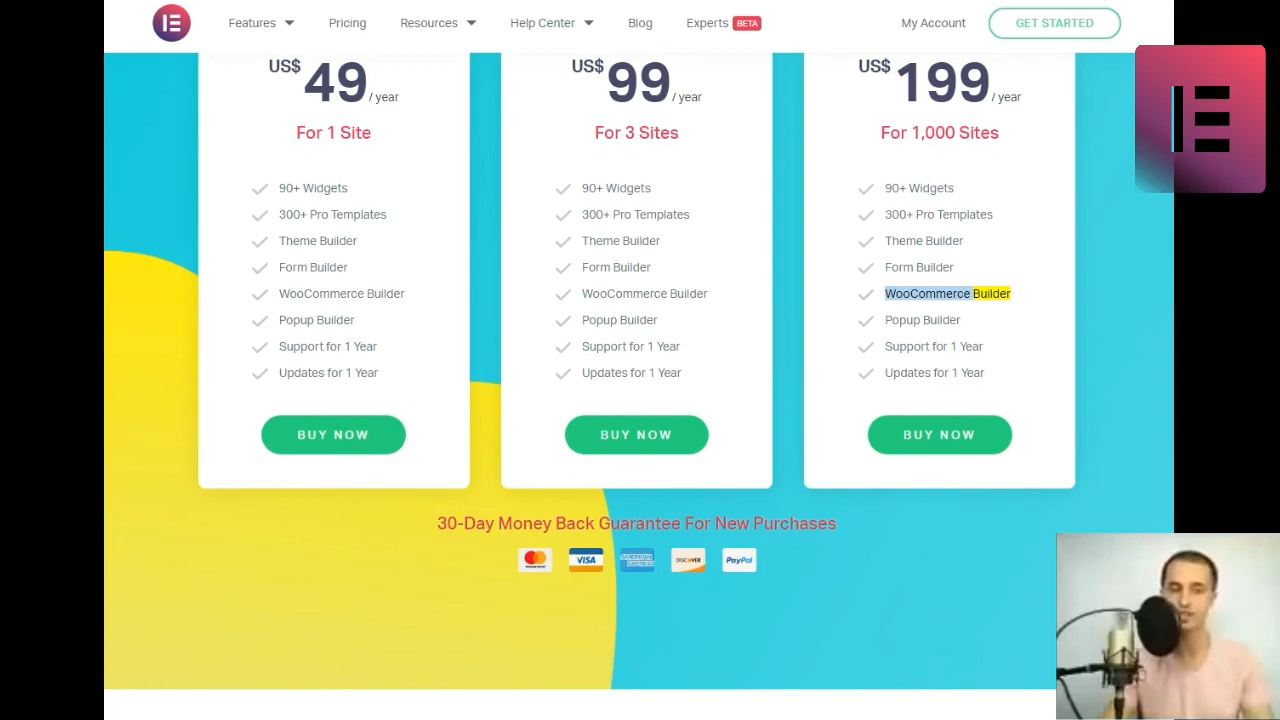 Features Pricing Resources Help Center Blog Experts BETA My Account GET STARTED
US$ 49 / year
For 1 Site
90+ Widgets
300+ Pro Templates
Theme Builder
Form Builder
WooCommerce Builder
Popup Builder
Support for 1 Year
Updates for 1 Year
BUY NOW
US$ 99 / year
For 3 Sites
90+ Widgets
300+ Pro Templates
Theme Builder
Form Builder
WooCommerce Builder
Popup Builder
Support for 1 Year
Updates for 1 Year
BUY NOW
US$ 199 / year
For 1,000 Sites
90+ Widgets
300+ Pro Templates
Theme Builder
Form Builder
WooCommerce Builder
Popup Builder
Support for 1 Year
Updates for 1 Year
BUY NOW
30-Day Money Back Guarantee For New Purchases
VISA AMERICAN EXPRESS DISCOVER PayPal